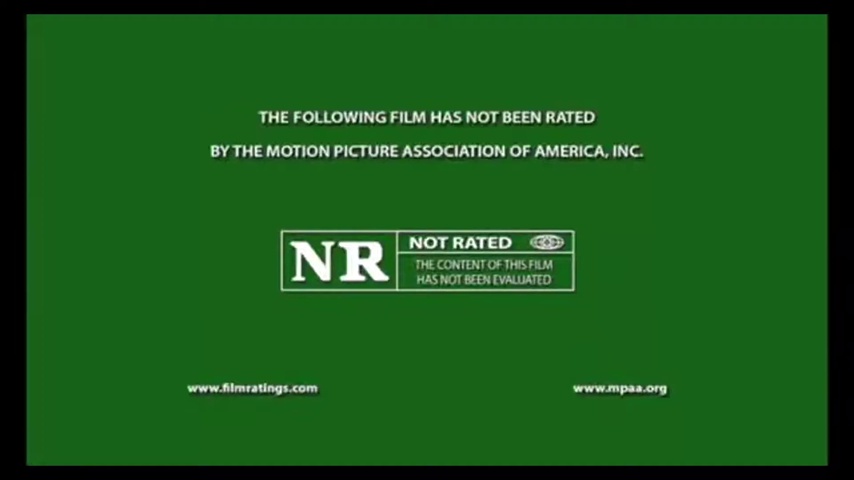 THE FOLLOWING FILM HAS NOT BEEN RATED
BY THE MOTION PICTURE ASSOCIATION OF AMERICA, INC.
NR
NOT RATED
THE CONTENT OF THIS FILM
HAS NOT BEEN EVALUATED
www.filmratings.com
www.mpaa.org